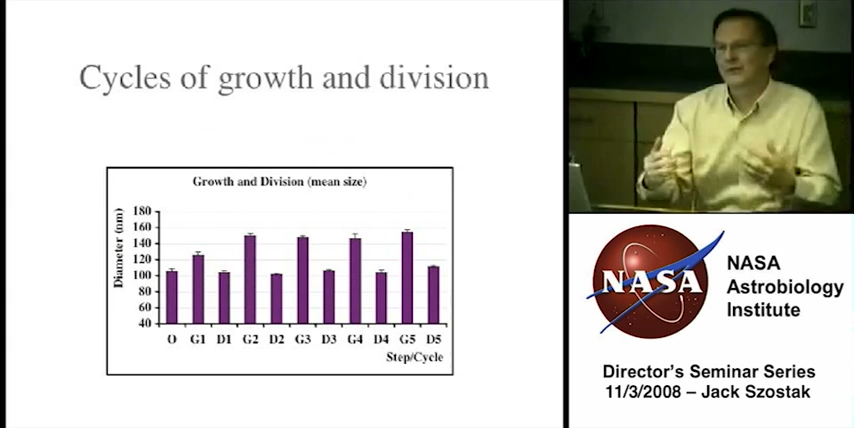 Cycles of growth and division
Growth and Division (mean size)
Diameter (nm)
180
160
140
120
100
80
60
40
O G1 D1 G2 D2 G3 D3 G4 D4 G5 D5
Step/Cycle
NASA
NASA
Astrobiology
Institute
Director's Seminar Series
11/3/2008 – Jack Szostak